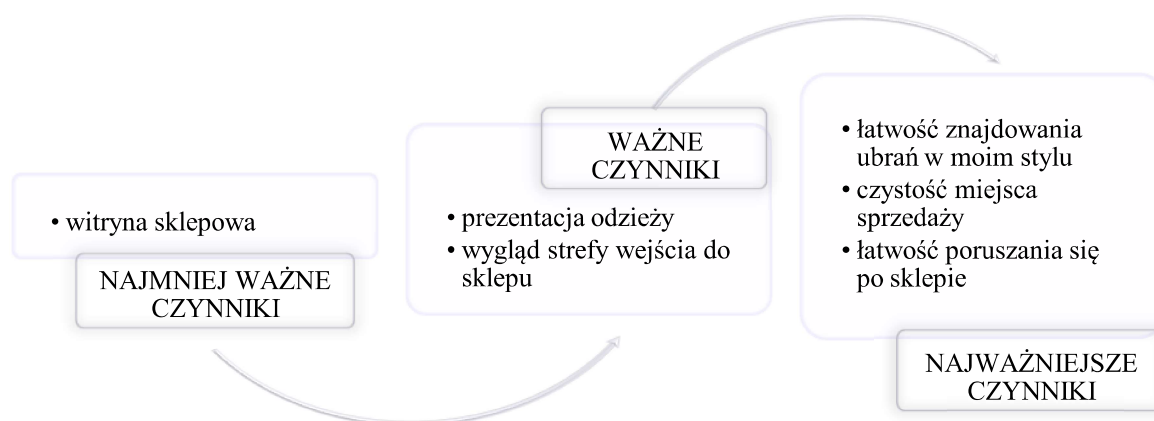 • witryna sklepowa
NAJMNIEJ WAŻNE
CZYNNIKI
WAŻNE
CZYNNIKI
• prezentacja odzieży
• wygląd strefy wejścia do
sklepu
• łatwość znajdowania
ubrań w moim stylu
• czystość miejsca
sprzedaży
• łatwość poruszania się
po sklepie
NAJWAŻNIEJSZE
CZYNNIKI